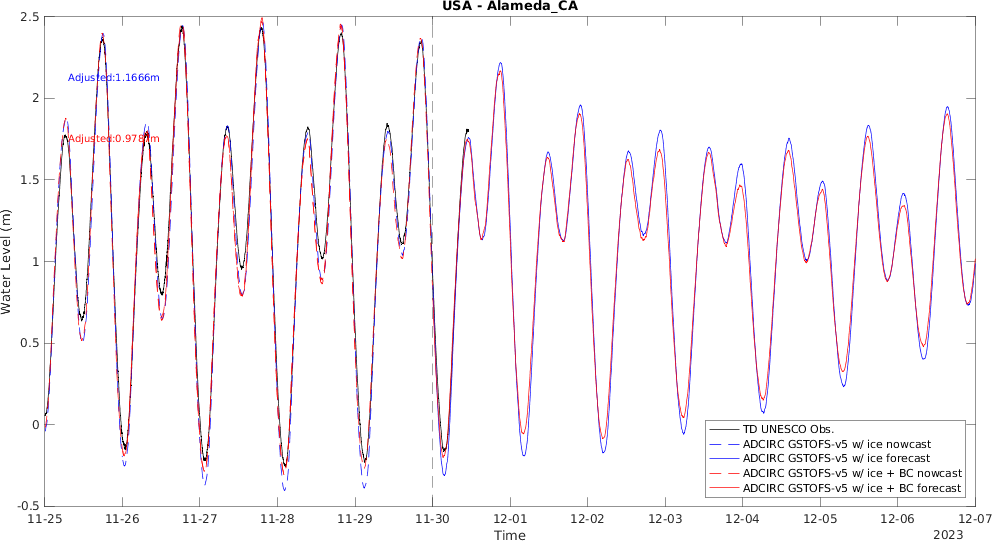 USA - Alameda_CA
2.5
Adjusted:1.1666m
2
1.5
Water Level (m)
1
0.5
0
-0.5
TD UNESCO Obs.
ADCIRC GSTOFS-v5 w/ ice nowcast
ADCIRC GSTOFS-v5 w/ ice forecast
ADCIRC GSTOFS-v5 w/ ice + BC nowcast
ADCIRC GSTOFS-v5 w/ ice + BC forecast
11-25 11-26 11-27 11-28 11-29 11-30 12-01 12-02 12-03 12-04 12-05 12-06 12-07
Time
2023